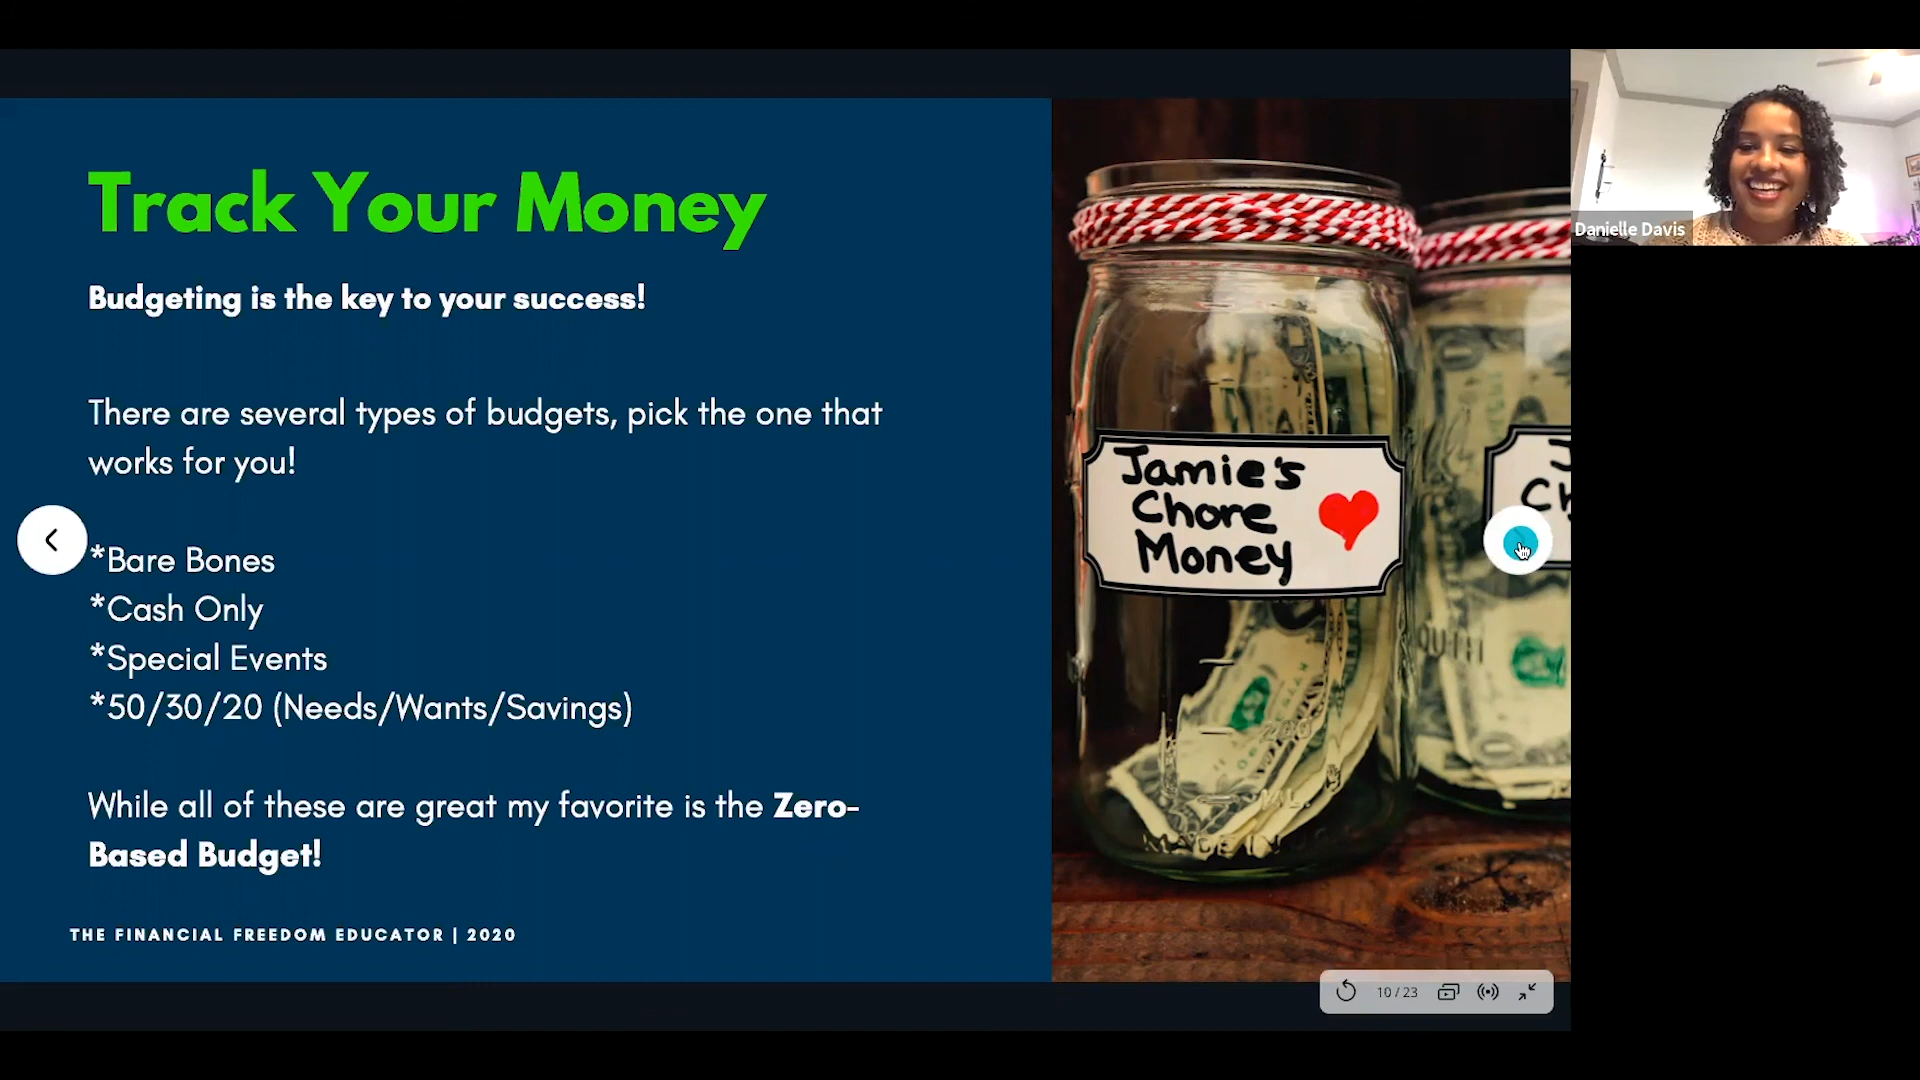 Track Your Money
Budgeting is the key to your success!
There are several types of budgets, pick the one that
works for you!
*Bare Bones
*Cash Only
*Special Events
*50/30/20 (Needs/Wants/Savings)
While all of these are great my favorite is the Zero-
Based Budget!
THE FINANCIAL FREEDOM EDUCATOR | 2020
Jamie's
Chore
Money
MADE IN
10 / 23
Danielle Davis